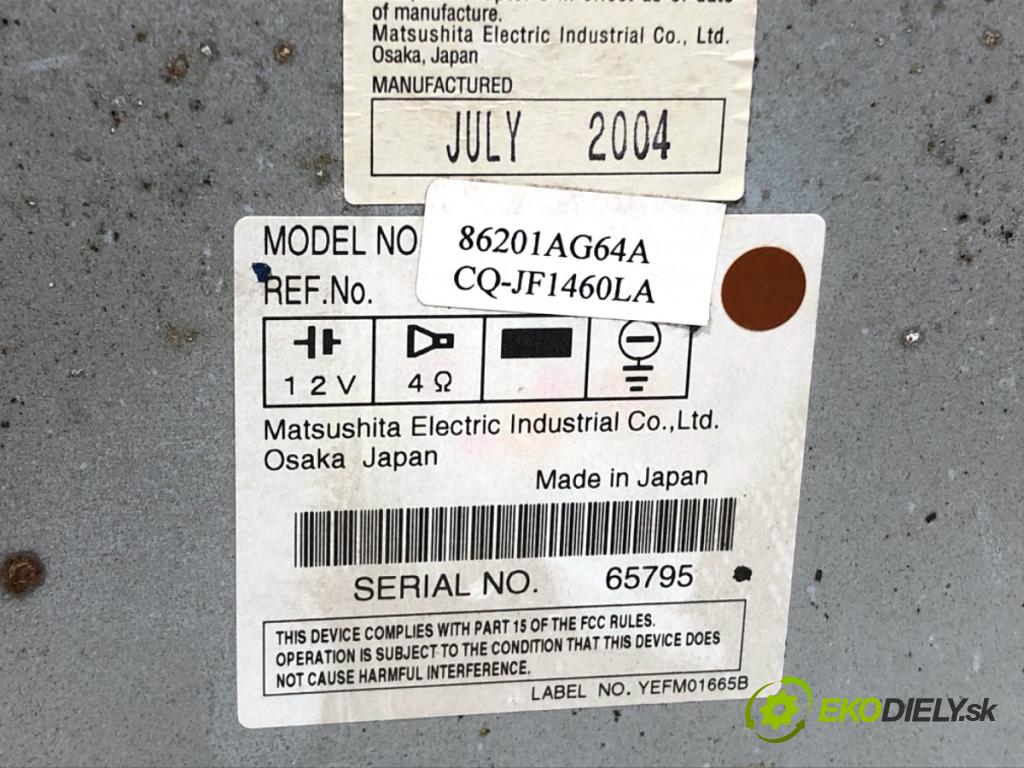 of manufacture.
Matsushita Electric Industrial Co., Ltd.
Osaka, Japan
MANUFACTURED
JULY 2004
MODEL NO
86201AG64A
REF.No.
CQ-JF1460LA
12V
4Ω
Matsushita Electric Industrial Co.,Ltd.
Osaka Japan
Made in Japan
SERIAL NO. 65795
THIS DEVICE COMPLIES WITH PART 15 OF THE FCC RULES.
OPERATION IS SUBJECT TO THE CONDITION THAT THIS DEVICE DOES
NOT CAUSE HARMFUL INTERFERENCE.
LABEL NO. YEFM01665B
EKODIELY.sk